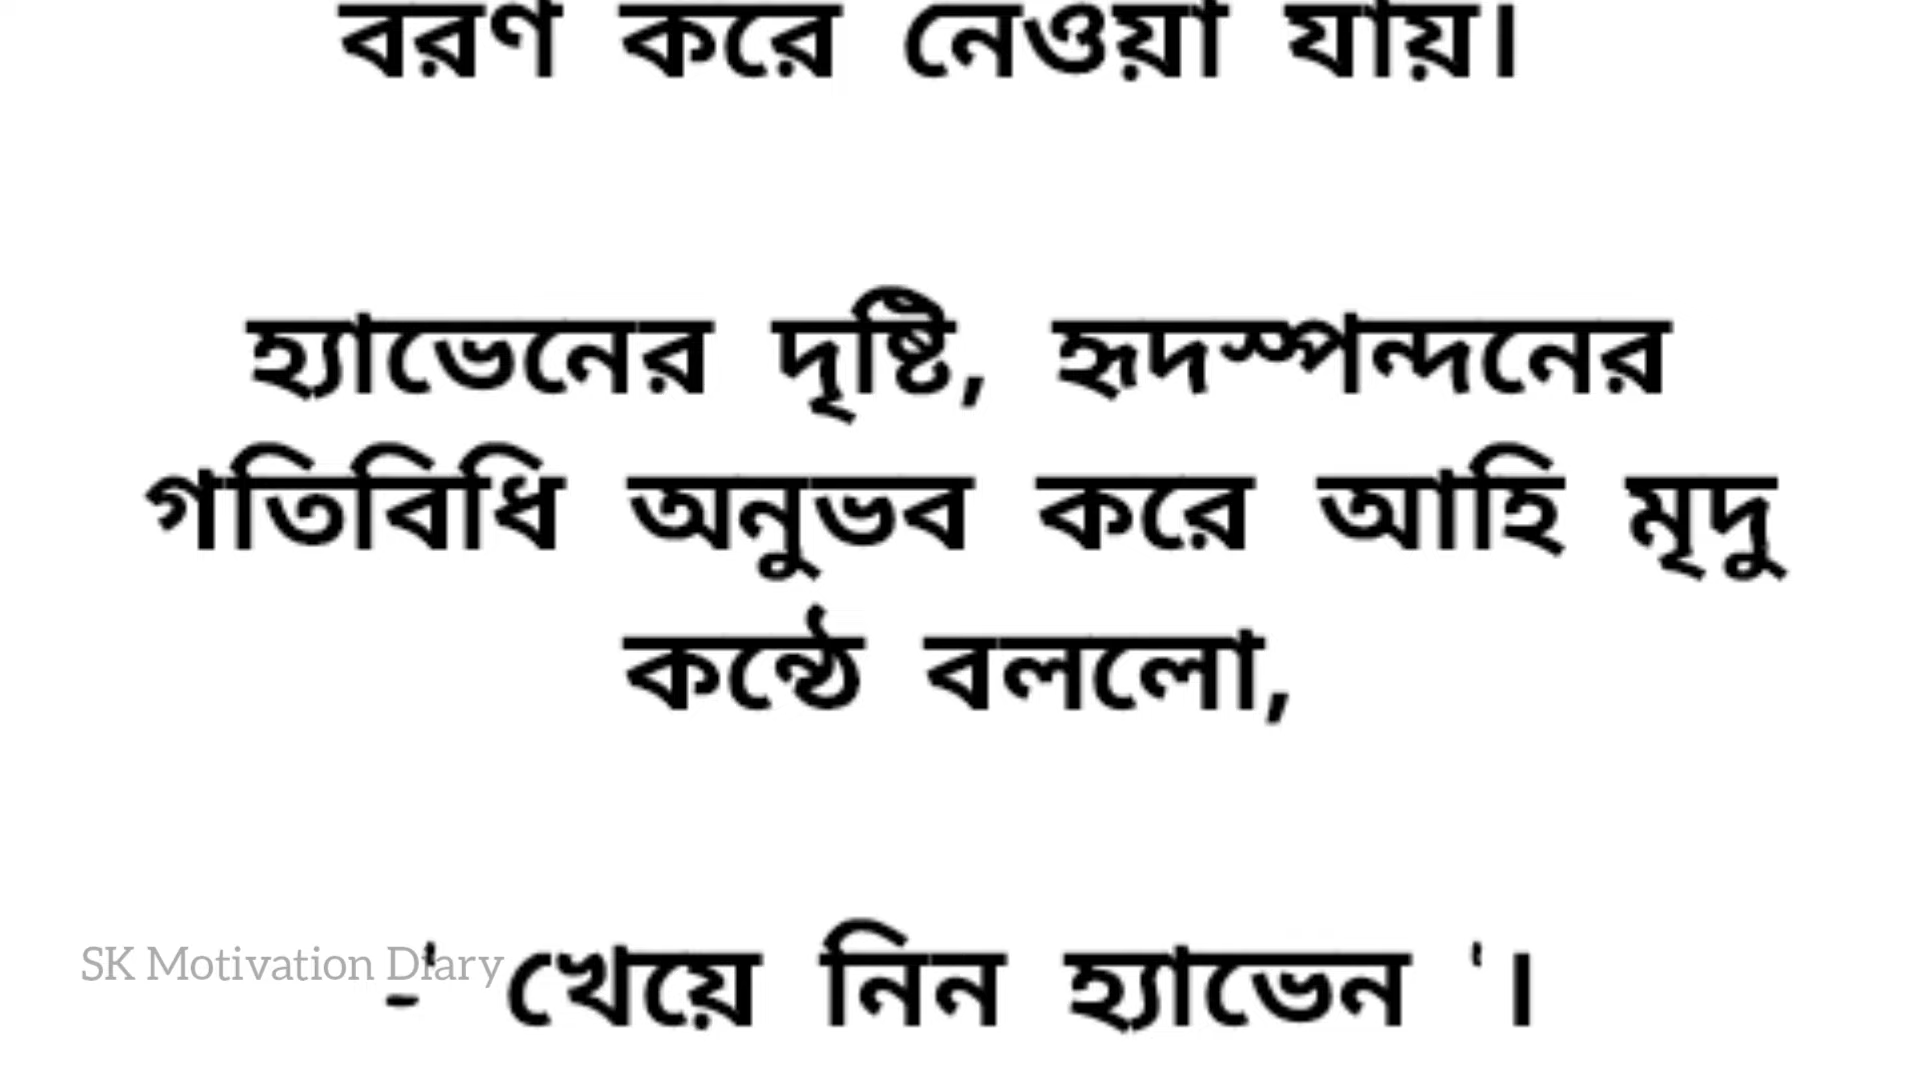 বরণ করে নেওয়া যায়।
হ্যাভেনের দৃষ্টি, হৃদস্পন্দনের
গতিবিধি অনুভব করে আহি মৃদু
কন্ঠে বললো,
-' খেয়ে নিন হ্যাভেন '।
SK Motivation Diary